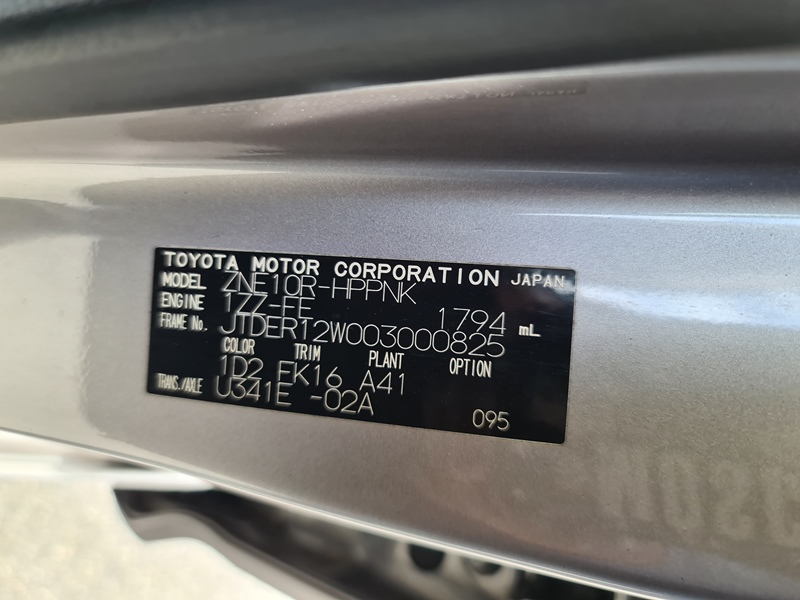 TOYOTA MOTOR CORPORATION JAPAN
MODEL ZNE10R-HPPNK
ENGINE 1ZZ-FE 1794 mL
FRAME No. JTDER12W003000825
COLOR TRIM PLANT OPTION
1D2 FK16 A41
TRANS./AXLE U341E -02A
095